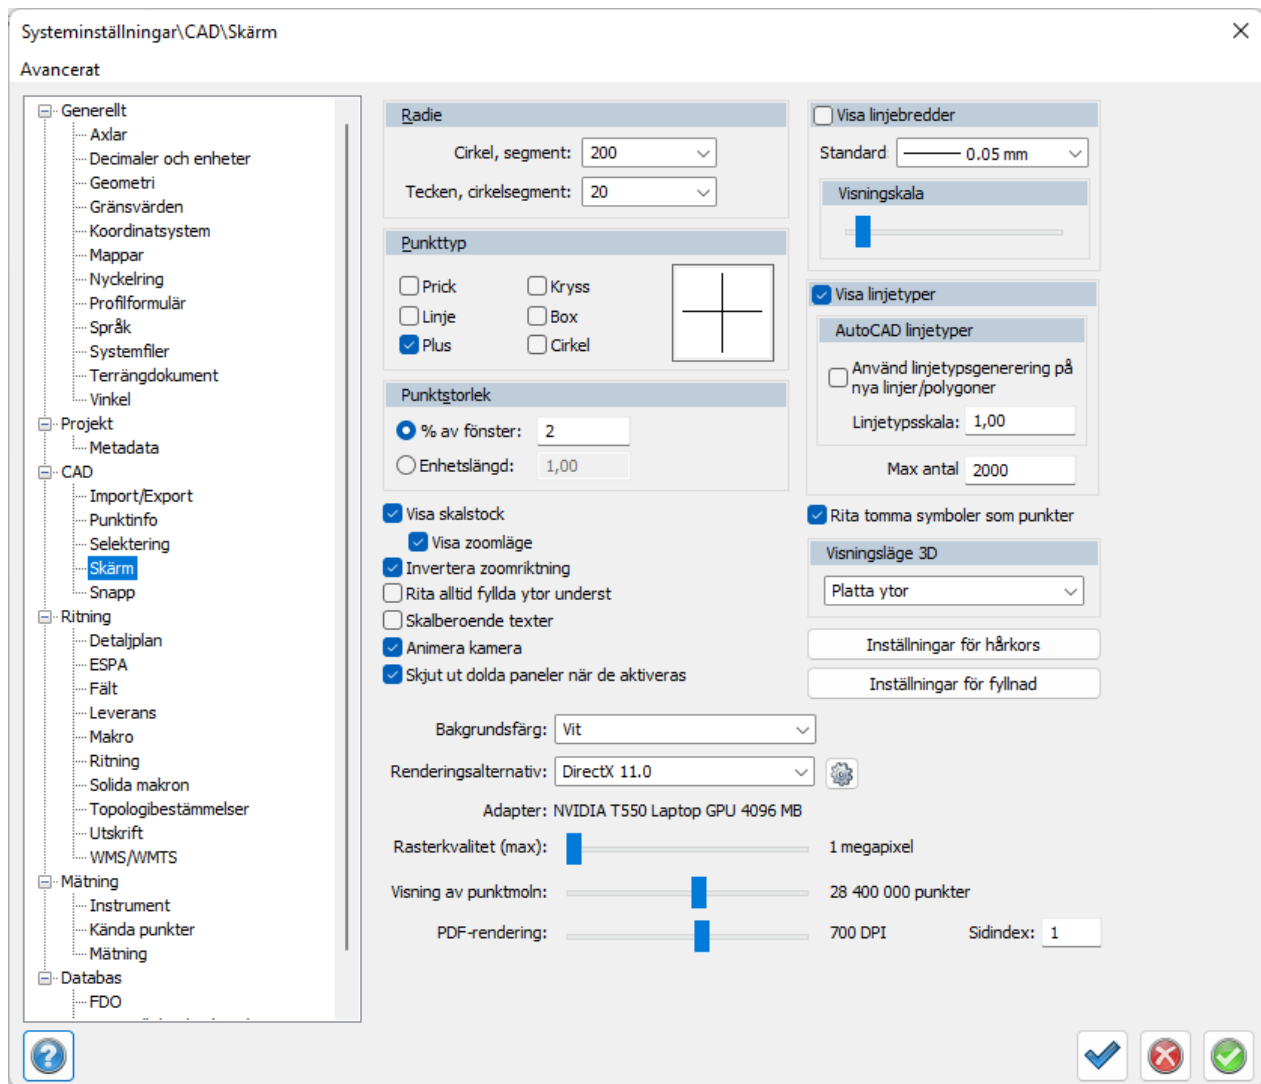 Systeminställningar\CAD\Skärm
Avancerat
Generellt
Axlar
Decimaler och enheter
Geometri
Gränsvärden
Koordinatsystem
Mappar
Nyckelring
Profilformulär
Språk
Systemfiler
Terrängdokument
Vinkel
Projekt
Metadata
CAD
Import/Export
Punktinfo
Selektering
Skärm
Snapp
Ritning
Detaljplan
ESPA
Fält
Leverans
Makro
Ritning
Solida makron
Topologibestämmelser
Utskrift
WMS/WMTS
Mätning
Instrument
Kända punkter
Mätning
Databas
FDO
Radie
Cirkel, segment: 200
Tecken, cirkelsegment: 20
Punkttyp
Prick Kryss
Linje Box
Plus Cirkel
Punktstorlek
% av fönster: 2
Enhetslängd: 1,00
Visa skalstock
Visa zoomläge
Invertera zoomriktning
Rita alltid fyllda ytor underst
Skalberoende texter
Animera kamera
Skjut ut dolda paneler när de aktiveras
Visa linjebredder
Standard: 0.05 mm
Visningskala
Visa linjetyper
AutoCAD linjetyper
Använd linjetypsgenerering på
nya linjer/polygoner
Linjetypsskala: 1,00
Max antal 2000
Rita tomma symboler som punkter
Visningsläge 3D
Platta ytor
Inställningar för hårkors
Inställningar för fyllnad
Bakgrundsfärg: Vit
Renderingsalternativ: DirectX 11.0
Adapter: NVIDIA T550 Laptop GPU 4096 MB
Rasterkvalitet (max): 1 megapixel
Visning av punktmoln: 28 400 000 punkter
PDF-rendering: 700 DPI Sidindex: 1